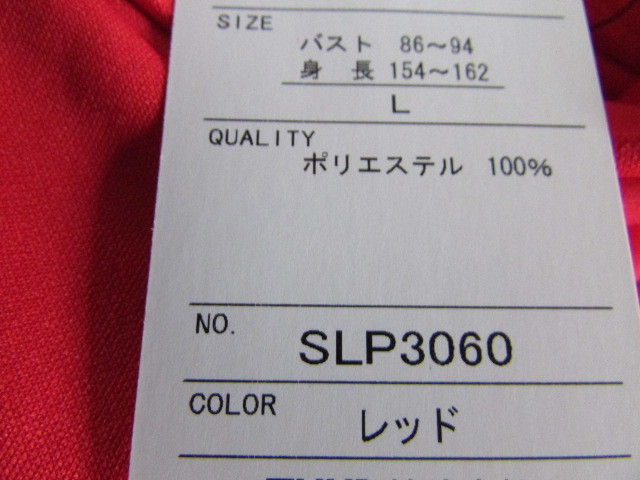 SIZE
バスト 86～94
身 長 154～162
L
QUALITY
ポリエステル 100%
NO.
SLP3060
COLOR
レッド